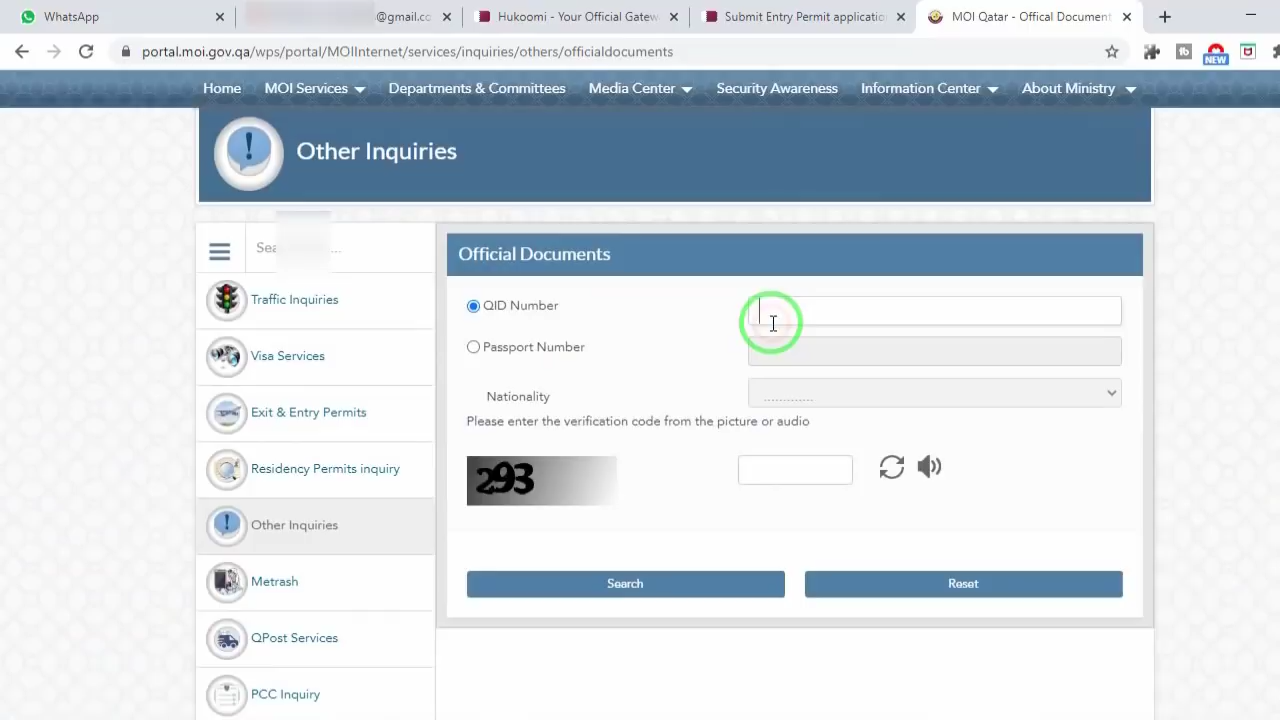 WhatsApp
@gmail.cc
Hukoomi - Your Official Gatew
Submit Entry Permit applicatio
MOI Qatar - Offical Document
portal.moi.gov.qa/wps/portal/MOIInternet/services/inquiries/others/officialdocuments
NEW
Home
MOI Services
Departments & Committees
Media Center
Security Awareness
Information Center
About Ministry
Other Inquiries
Sea ...
Traffic Inquiries
Visa Services
Exit & Entry Permits
Residency Permits inquiry
Other Inquiries
Metrash
QPost Services
PCC Inquiry
Official Documents
QID Number
Passport Number
Nationality
.............
Please enter the verification code from the picture or audio
293
Search
Reset